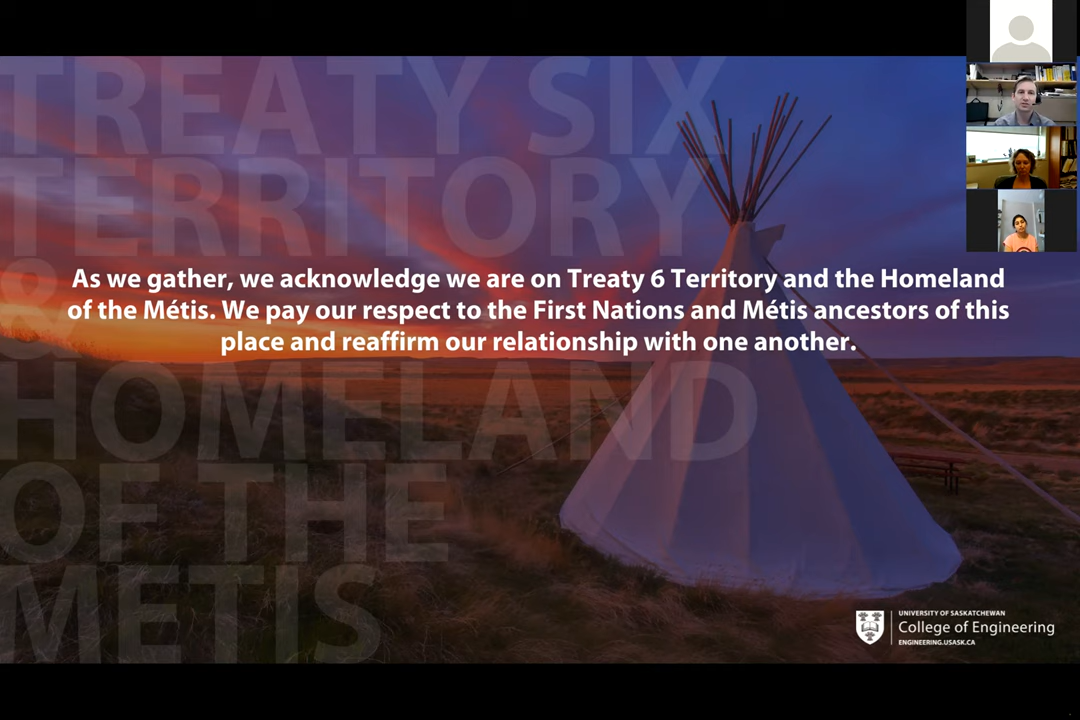 TREATY SIX
TERRITORY
&
HOMELAND
OF THE
METIS
As we gather, we acknowledge we are on Treaty 6 Territory and the Homeland
of the Métis. We pay our respect to the First Nations and Métis ancestors of this
place and reaffirm our relationship with one another.
UNIVERSITY OF SASKATCHEWAN
College of Engineering
ENGINEERING.USASK.CA